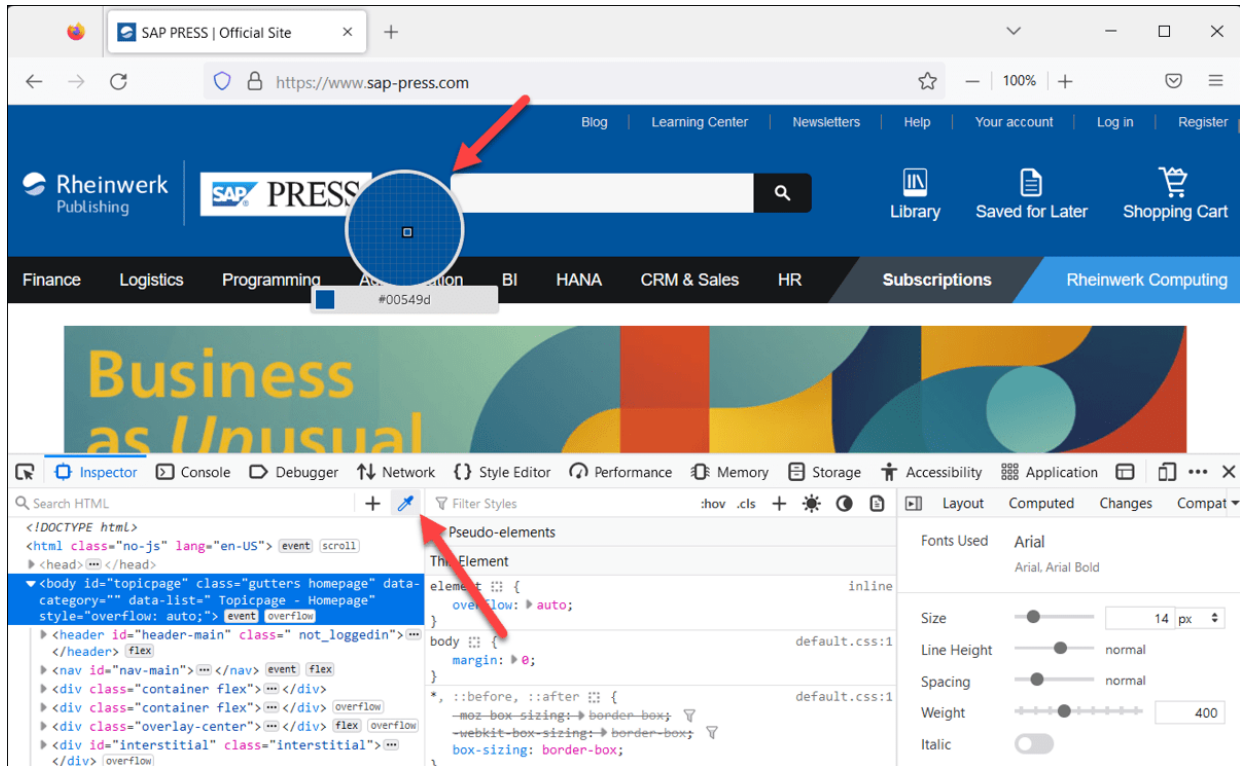 SAP PRESS | Official Site
https://www.sap-press.com
100%
Blog | Learning Center | Newsletters | Help | Your account | Log in | Register
Rheinwerk
Publishing
SAP PRESS
Library
Saved for Later
Shopping Cart
Finance Logistics Programming BI HANA CRM & Sales HR Subscriptions Rheinwerk Computing
#00549d
Business
as Unusual
Inspector Console Debugger Network {} Style Editor Performance Memory Storage Accessibility Application
Search HTML
<!DOCTYPE html>
<html class="no-js" lang="en-US"> event scroll
<head> </head>
<body id="topicpage" class="gutters homepage" data-
category="" data-list=" Topicpage - Homepage"
style="overflow: auto;"> event overflow
<header id="header-main" class=" not_loggedin">
</header> flex
<nav id="nav-main"> </nav> event flex
<div class="container flex"> </div>
<div class="container flex"> </div> overflow
<div class="overlay-center"> </div> flex overflow
<div id="interstitial" class="interstitial">
</div> overflow
Filter Styles :hov .cls
Pseudo-elements
Element
element { inline
overflow: auto;
}
body { default.css:1
margin: 0;
}
*, ::before, ::after { default.css:1
-moz-box-sizing: border-box;
-webkit-box-sizing: border-box;
box-sizing: border-box;
}
Layout Computed Changes Compat
Fonts Used Arial
Arial, Arial Bold
Size 14 px
Line Height normal
Spacing normal
Weight 400
Italic